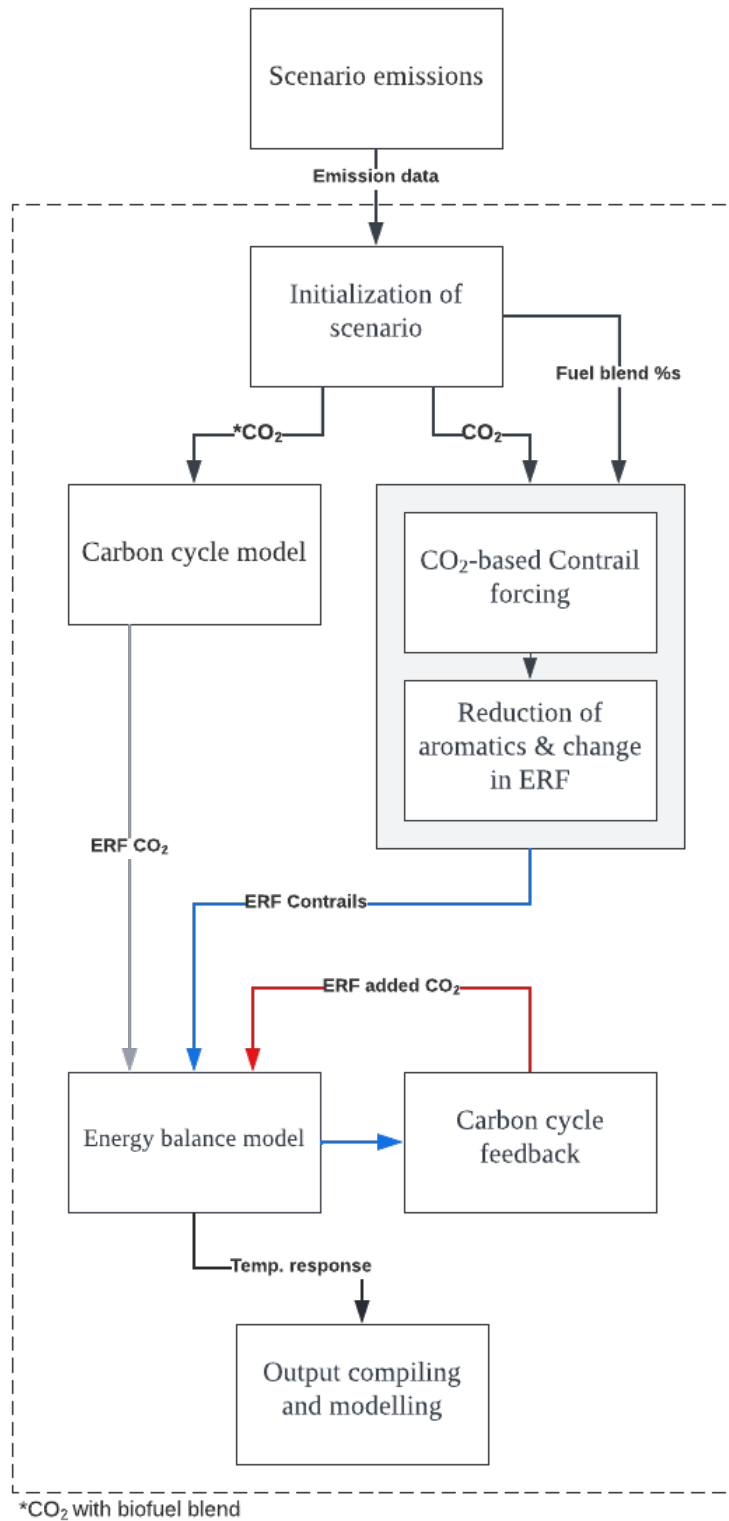 Scenario emissions
Emission data
Initialization of
scenario
Fuel blend %s
*CO₂
CO₂
Carbon cycle model
CO₂-based Contrail
forcing
Reduction of
aromatics & change
in ERF
ERF CO₂
ERF Contrails
ERF added CO₂
Energy balance model
Carbon cycle
feedback
Temp. response
Output compiling
and modelling
*CO₂ with biofuel blend